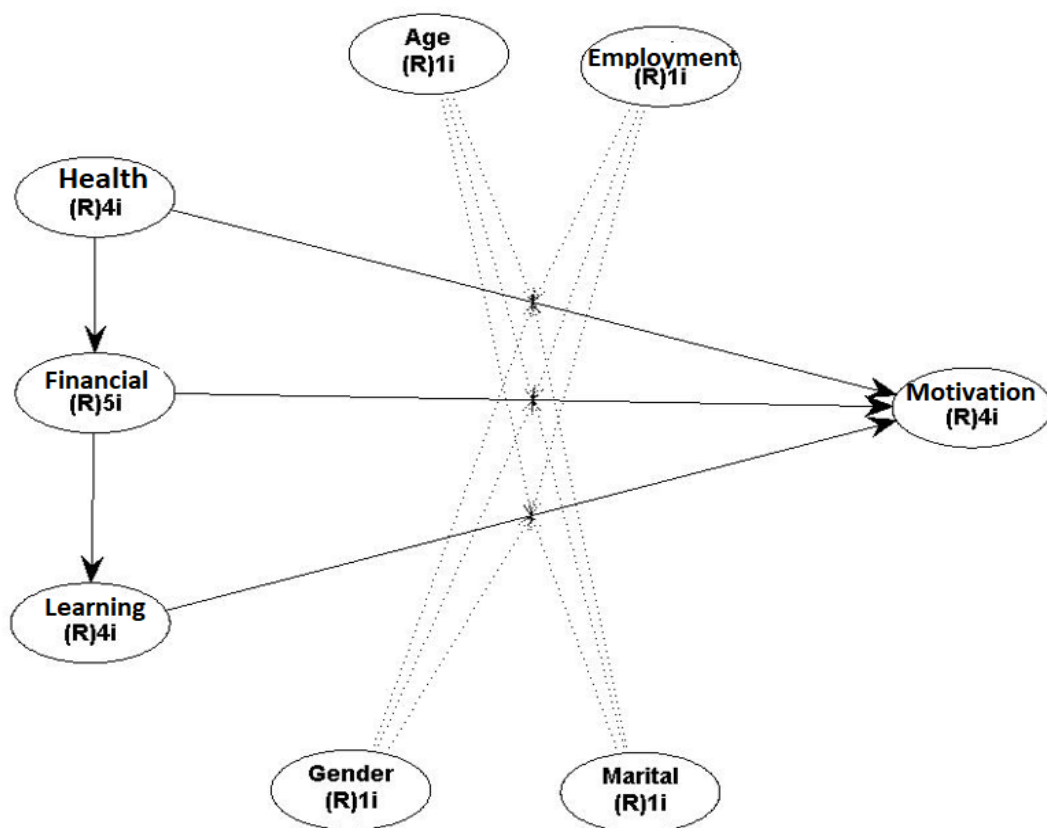 Age
(R)1i
Employment
(R)1i
Health
(R)4i
Financial
(R)5i
Motivation
(R)4i
Learning
(R)4i
Gender
(R)1i
Marital
(R)1i